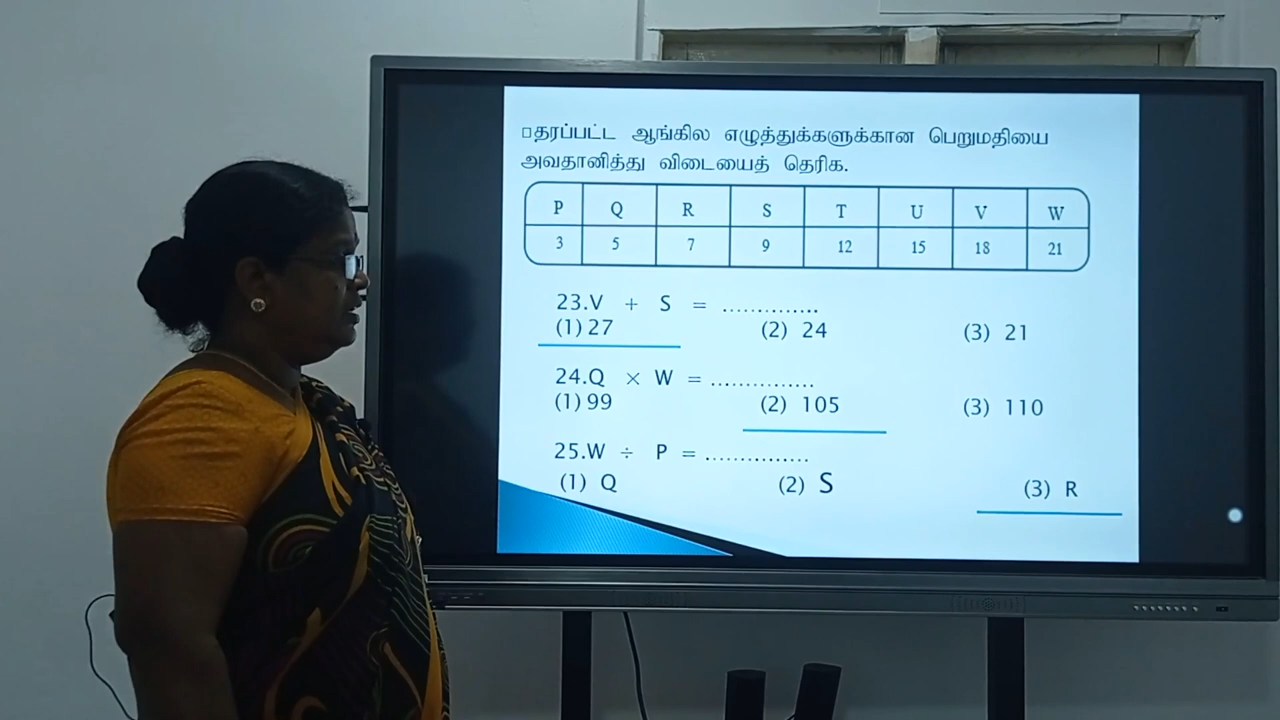 ▯தரப்பட்ட ஆங்கில எழுத்துக்களுக்கான பெறுமதியை
அவதானித்து விடையைத் தெரிக.
P Q R S T U V W
3 5 7 9 12 15 18 21
23.V + S = ..............
(1) 27 (2) 24 (3) 21
24.Q × W = ...............
(1) 99 (2) 105 (3) 110
25.W ÷ P = ...............
(1) Q (2) S (3) R